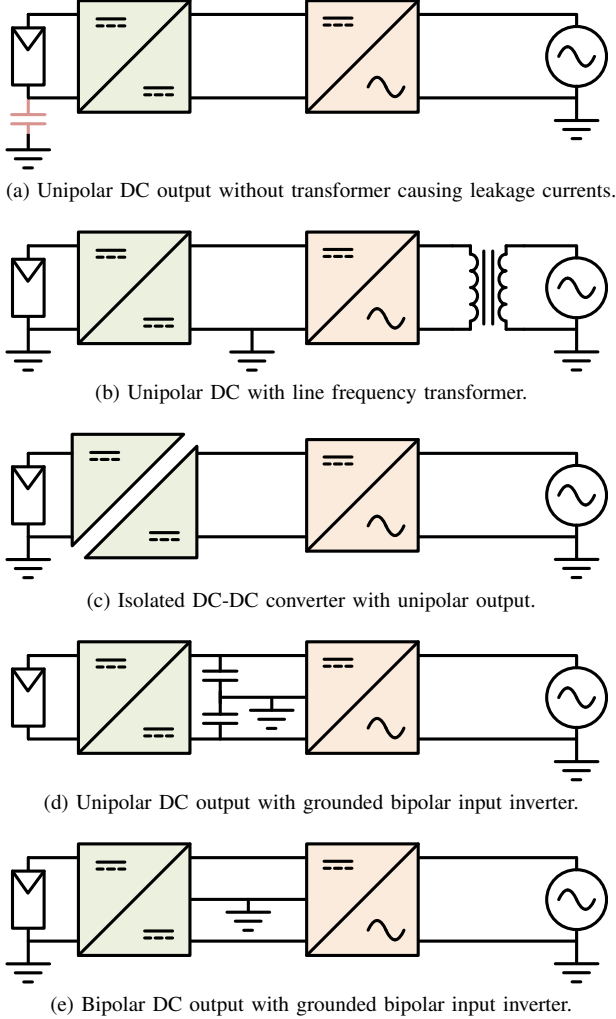 (a) Unipolar DC output without transformer causing leakage currents.
(b) Unipolar DC with line frequency transformer.
(c) Isolated DC-DC converter with unipolar output.
(d) Unipolar DC output with grounded bipolar input inverter.
(e) Bipolar DC output with grounded bipolar input inverter.